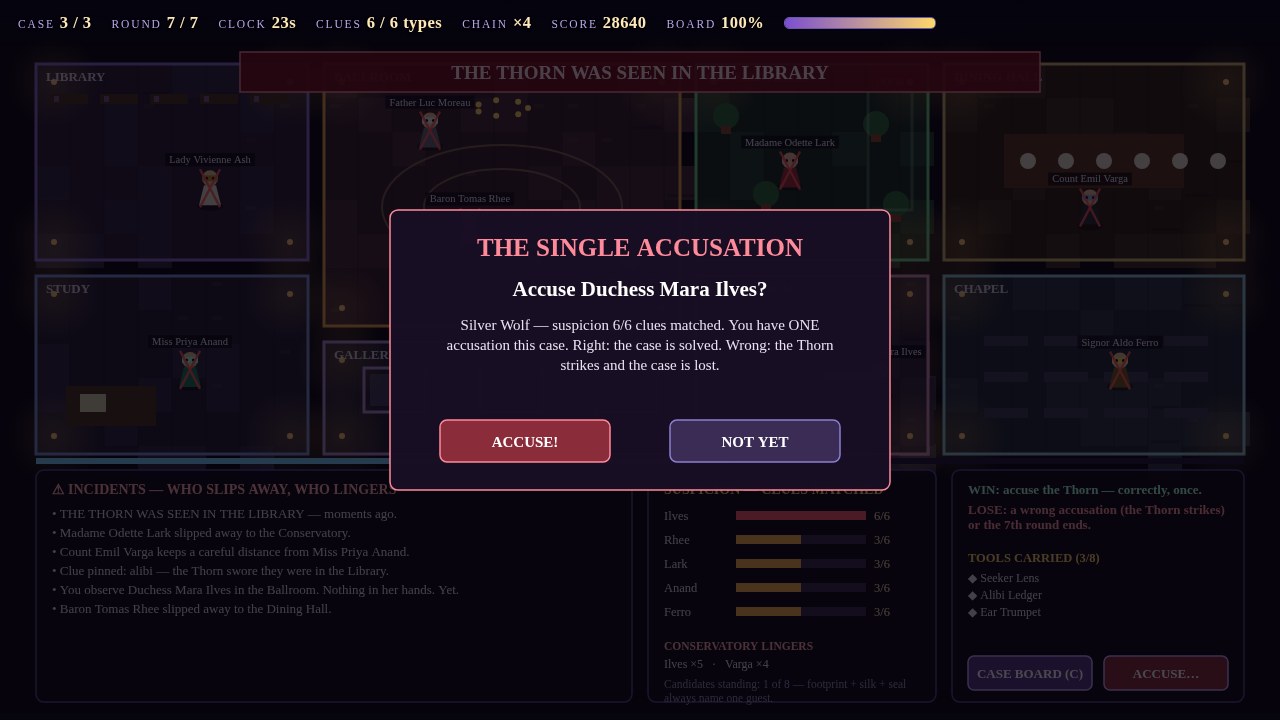 CASE 3 / 3 ROUND 7 / 7 CLOCK 23s CLUES 6 / 6 types CHAIN ×4 SCORE 28640 BOARD 100%
THE THORN WAS SEEN IN THE LIBRARY
LIBRARY
Father Luc Moreau
Lady Vivienne Ash
Madame Odette Lark
Count Emil Varga
Baron Tomas Rhee
THE SINGLE ACCUSATION
Accuse Duchess Mara Ilves?
Silver Wolf — suspicion 6/6 clues matched. You have ONE
accusation this case. Right: the case is solved. Wrong: the Thorn
strikes and the case is lost.
ACCUSE! NOT YET
STUDY
CHAPEL
Miss Priya Anand
Signor Aldo Ferro
GALLER
ra Ilves
⚠ INCIDENTS — WHO SLIPS AWAY, WHO LINGERS
• THE THORN WAS SEEN IN THE LIBRARY — moments ago.
• Madame Odette Lark slipped away to the Conservatory.
• Count Emil Varga keeps a careful distance from Miss Priya Anand.
• Clue pinned: alibi — the Thorn swore they were in the Library.
• You observe Duchess Mara Ilves in the Ballroom. Nothing in her hands. Yet.
• Baron Tomas Rhee slipped away to the Dining Hall.
SUSPICION — CLUES MATCHED
Ilves 6/6
Rhee 3/6
Lark 3/6
Anand 3/6
Ferro 3/6
CONSERVATORY LINGERS
Ilves ×5 · Varga ×4
Candidates standing: 1 of 8 — footprint + silk + seal
always name one guest.
WIN: accuse the Thorn — correctly, once.
LOSE: a wrong accusation (the Thorn strikes)
or the 7th round ends.
TOOLS CARRIED (3/8)
◆ Seeker Lens
◆ Alibi Ledger
◆ Ear Trumpet
CASE BOARD (C) ACCUSE…